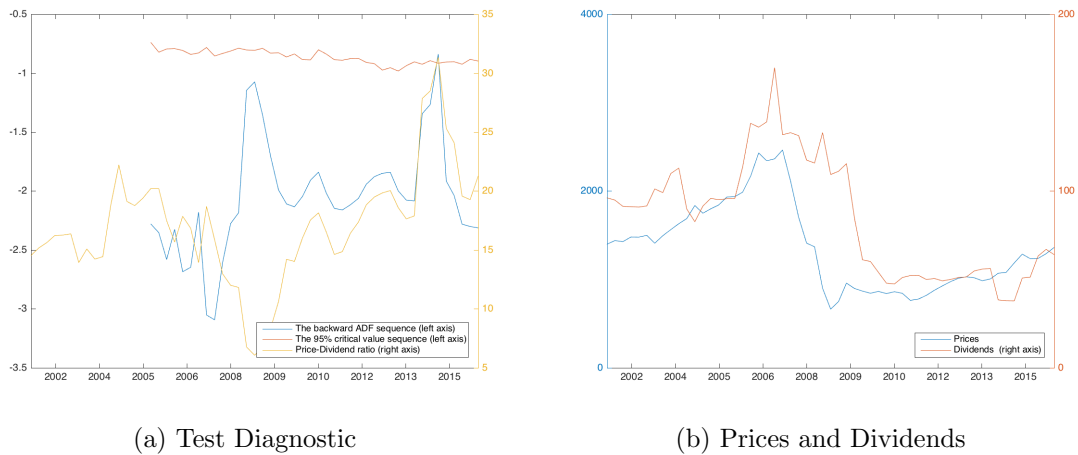 -0.5
-1
-1.5
-2
-2.5
-3
-3.5
35
30
25
20
15
10
5
2002 2004 2005 2006 2008 2010 2012 2013 2015
The backward ADF sequence (left axis)
The 95% critical value sequence (left axis)
Price-Dividend ratio (right axis)
(a) Test Diagnostic
4000
2000
0
200
100
0
2002 2004 2005 2006 2008 2009 2010 2012 2013 2015
Prices
Dividends (right axis)
(b) Prices and Dividends